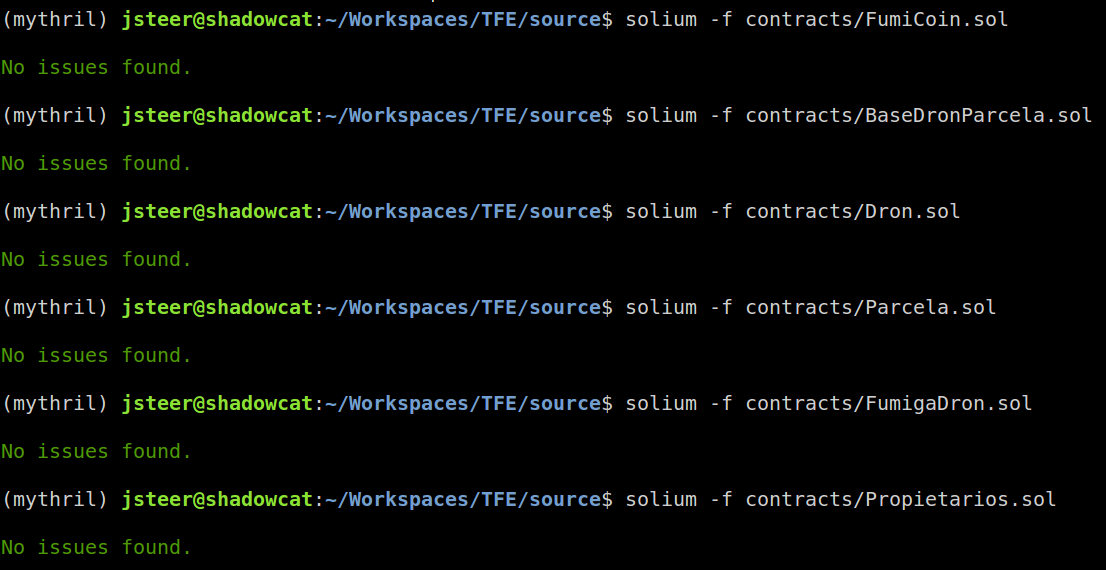 (mythril) jsteer@shadowcat:~/Workspaces/TFE/source$ solium -f contracts/FumiCoin.sol
No issues found.
(mythril) jsteer@shadowcat:~/Workspaces/TFE/source$ solium -f contracts/BaseDronParcela.sol
No issues found.
(mythril) jsteer@shadowcat:~/Workspaces/TFE/source$ solium -f contracts/Dron.sol
No issues found.
(mythril) jsteer@shadowcat:~/Workspaces/TFE/source$ solium -f contracts/Parcela.sol
No issues found.
(mythril) jsteer@shadowcat:~/Workspaces/TFE/source$ solium -f contracts/FumigaDron.sol
No issues found.
(mythril) jsteer@shadowcat:~/Workspaces/TFE/source$ solium -f contracts/Propietarios.sol
No issues found.